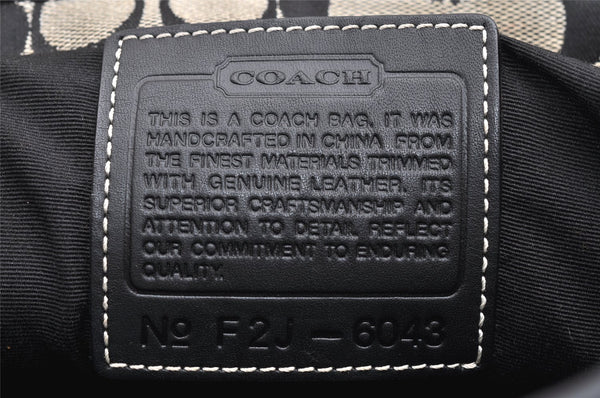 COACH
THIS IS A COACH BAG. IT WAS
HANDCRAFTED IN CHINA FROM
THE FINEST MATERIALS TRIMMED
WITH GENUINE LEATHER. ITS
SUPERIOR CRAFTSMANSHIP AND
ATTENTION TO DETAIL REFLECT
OUR COMMITMENT TO ENDURING
QUALITY.
No F2J-6043